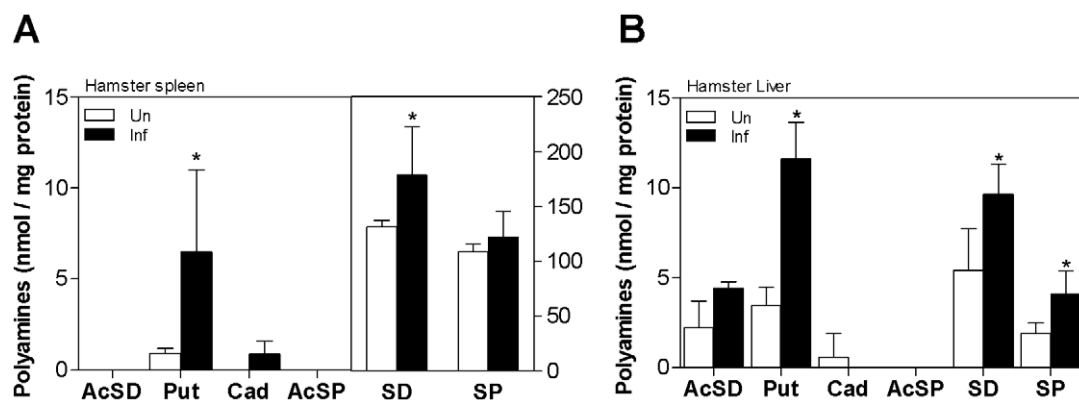 A
Hamster spleen
Un
Inf
Polyamines (nmol / mg protein)
15
10
5
0
* *
250
200
150
100
50
0
AcSD Put Cad AcSP SD SP
B
Hamster Liver
Un
Inf
Polyamines (nmol / mg protein)
15
10
5
0
* * *
AcSD Put Cad AcSP SD SP